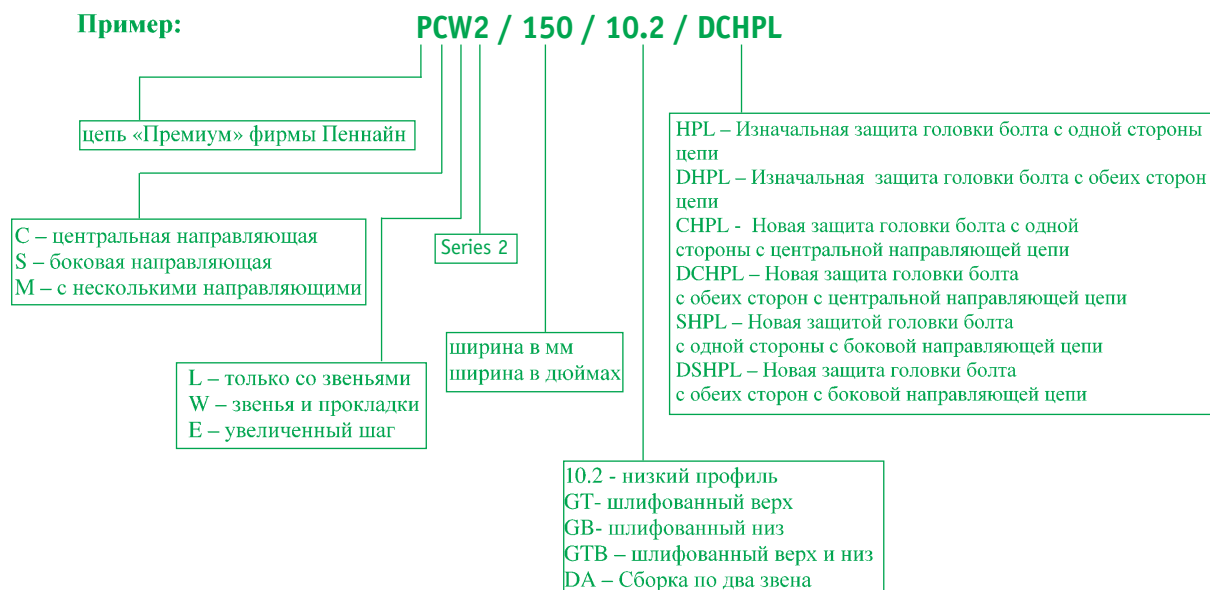 Пример:
PCW2 / 150 / 10.2 / DCHPL
цепь «Премиум» фирмы Пеннайн
C – центральная направляющая
S – боковая направляющая
M – с несколькими направляющими
L – только со звеньями
W – звенья и прокладки
E – увеличенный шаг
Series 2
ширина в мм
ширина в дюймах
10.2 - низкий профиль
GT- шлифованный верх
GB- шлифованный низ
GTB – шлифованный верх и низ
DA – Сборка по два звена
HPL – Изначальная защита головки болта с одной стороны
цепи
DHPL – Изначальная защита головки болта с обеих сторон
цепи
CHPL - Новая защита головки болта с одной
стороны с центральной направляющей цепи
DCHPL – Новая защита головки болта
с обеих сторон с центральной направляющей цепи
SHPL – Новая защитой головки болта
с одной стороны с боковой направляющей цепи
DSHPL – Новая защита головки болта
с обеих сторон с боковой направляющей цепи